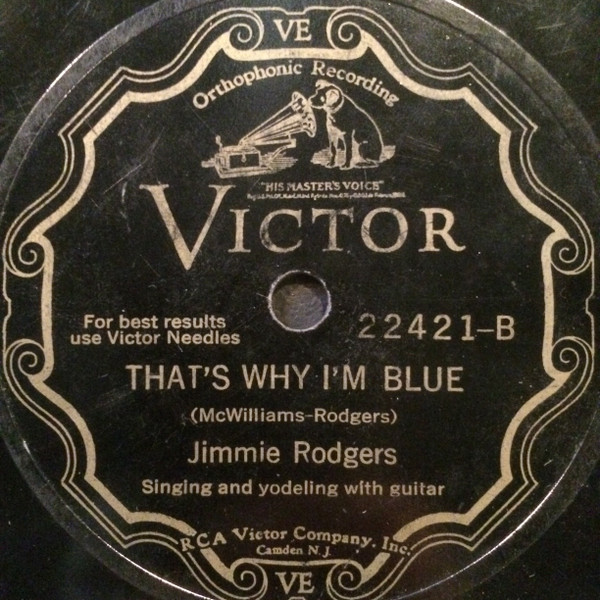 VE
Orthophonic Recording
"HIS MASTER'S VOICE"
VICTOR
For best results
use Victor Needles
22421-B
THAT'S WHY I'M BLUE
(McWilliams-Rodgers)
Jimmie Rodgers
Singing and yodeling with guitar
RCA Victor Company, Inc.
Camden N. J.
VE